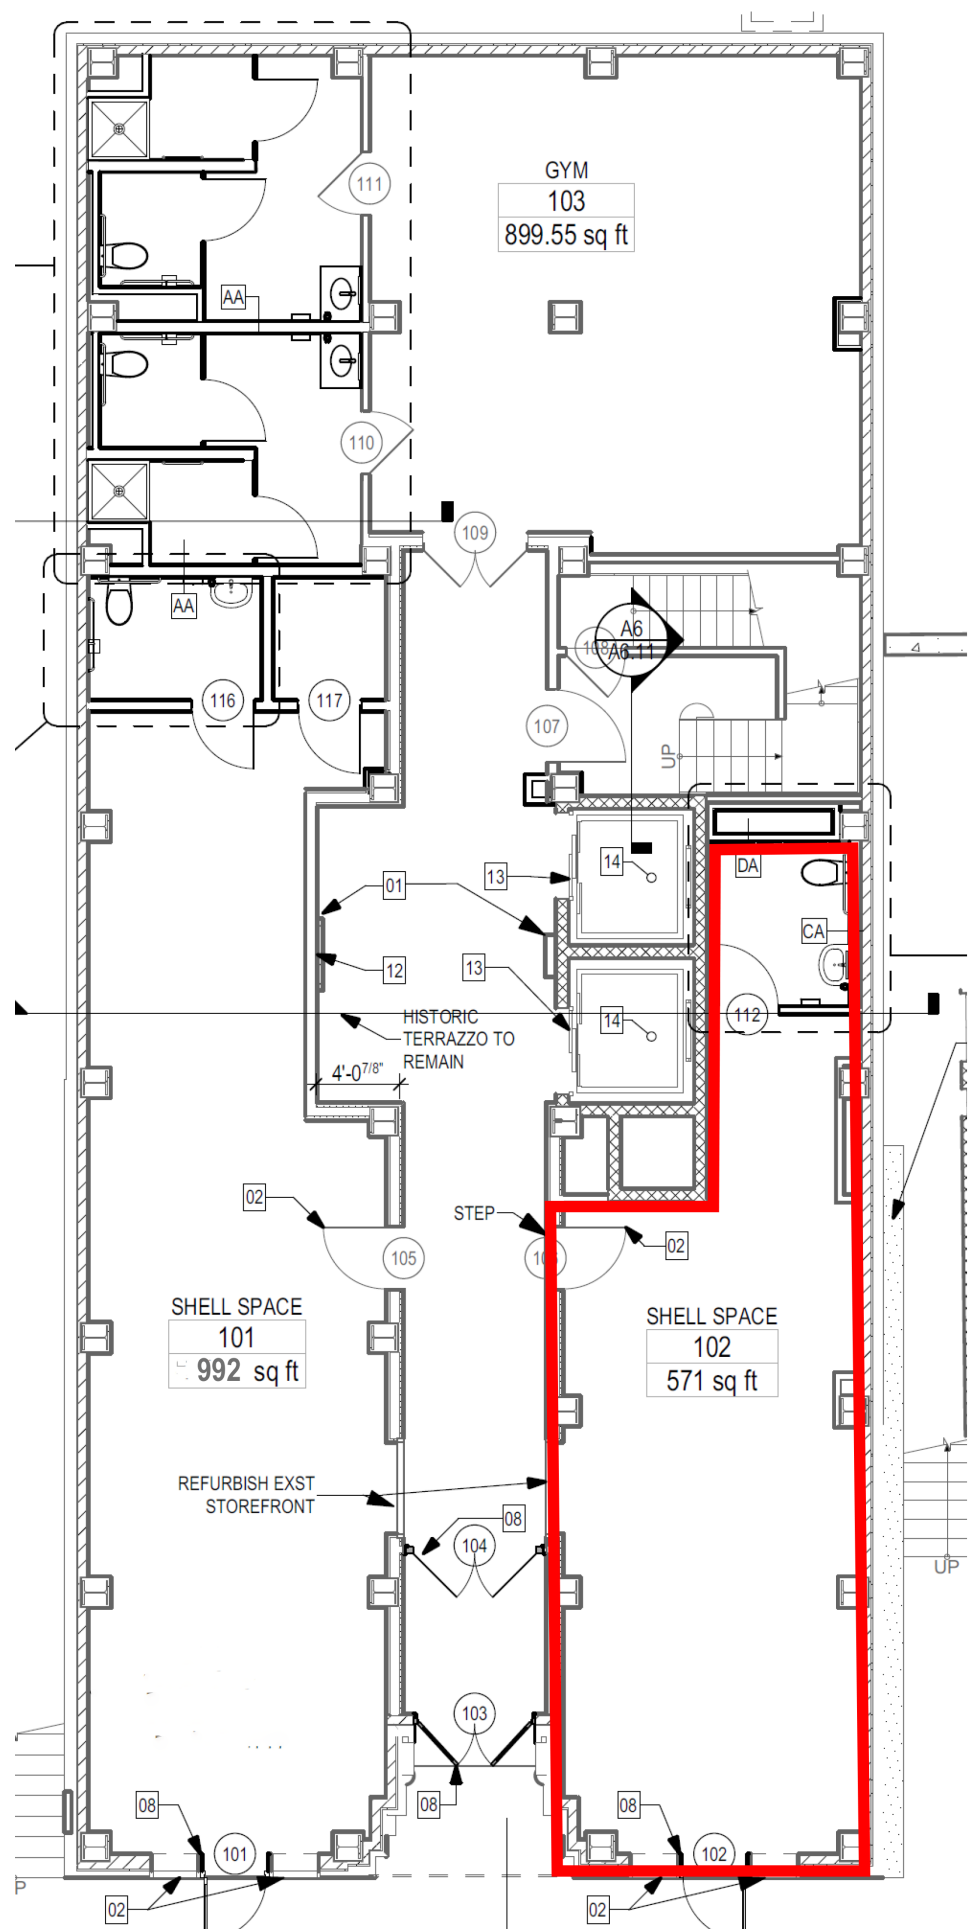 GYM
103
899.55 sq ft
111
AA
110
109
AA
A6
A6.11
108
116
117
107
UP
DA
14
13
01
CA
12
13
14
112
HISTORIC
TERRAZZO TO
REMAIN
4'-0 7/8"
02
STEP
02
105
106
SHELL SPACE
101
992 sq ft
SHELL SPACE
102
571 sq ft
REFURBISH EXST
STOREFRONT
08
104
UP
103
08
08
08
101
102
P
02
02